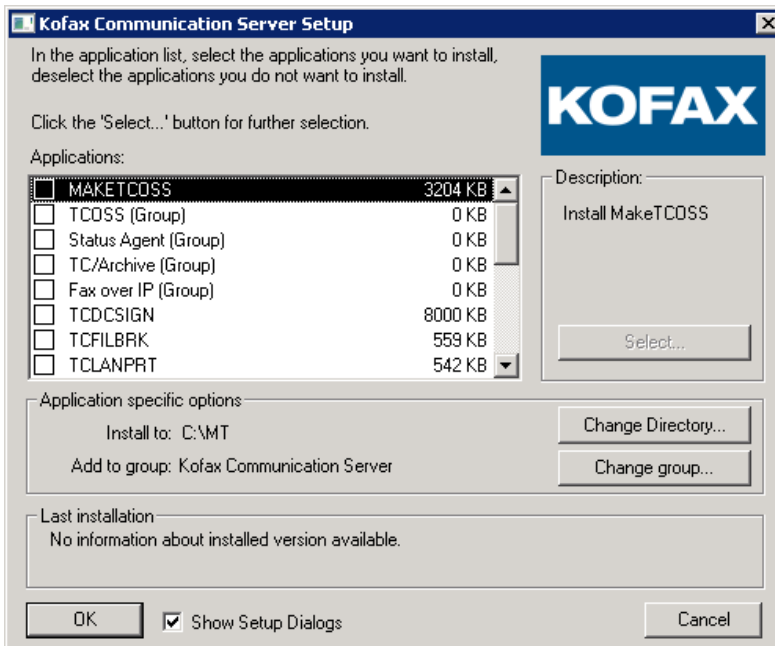 Kofax Communication Server Setup
In the application list, select the applications you want to install,
deselect the applications you do not want to install.
KOFAX
Click the 'Select...' button for further selection.
Applications:
MAKETCOSS 3204 KB
TCOSS (Group) 0 KB
Status Agent (Group) 0 KB
TC/Archive (Group) 0 KB
Fax over IP (Group) 0 KB
TCDCSIGN 8000 KB
TCFILBRK 559 KB
TCLANPRT 542 KB
Description:
Install MakeTCOSS
Select...
Application specific options
Install to: C:\MT
Change Directory...
Add to group: Kofax Communication Server
Change group...
Last installation
No information about installed version available.
OK
Show Setup Dialogs
Cancel